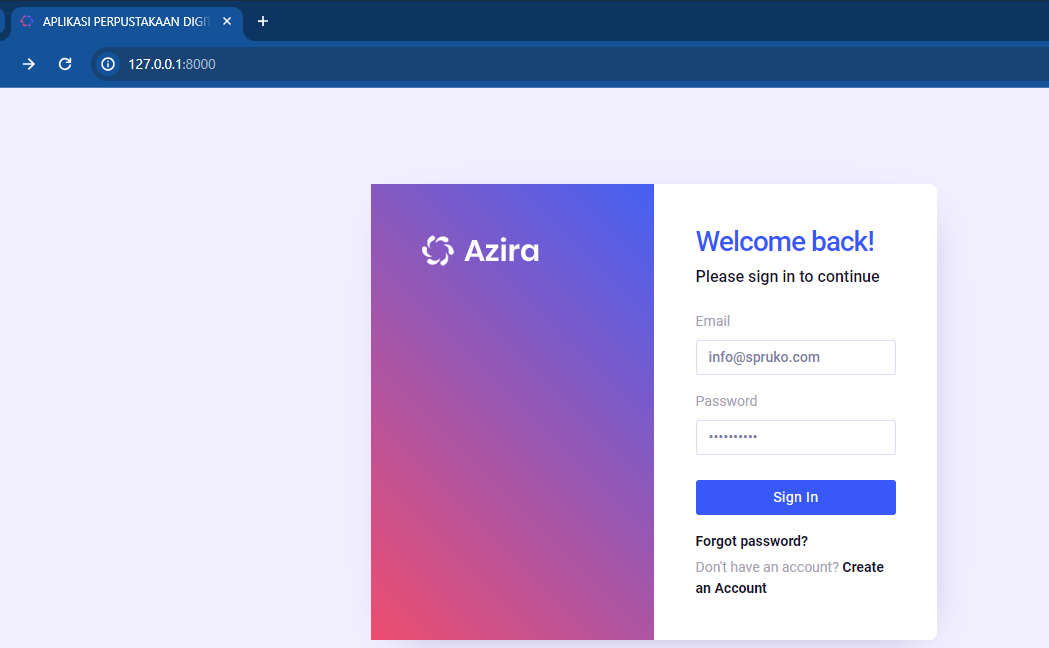 APLIKASI PERPUSTAKAAN DIGI
127.0.0.1:8000
Azira
Welcome back!
Please sign in to continue
Email
info@spruko.com
Password
••••••••••
Sign In
Forgot password?
Don't have an account? Create
an Account